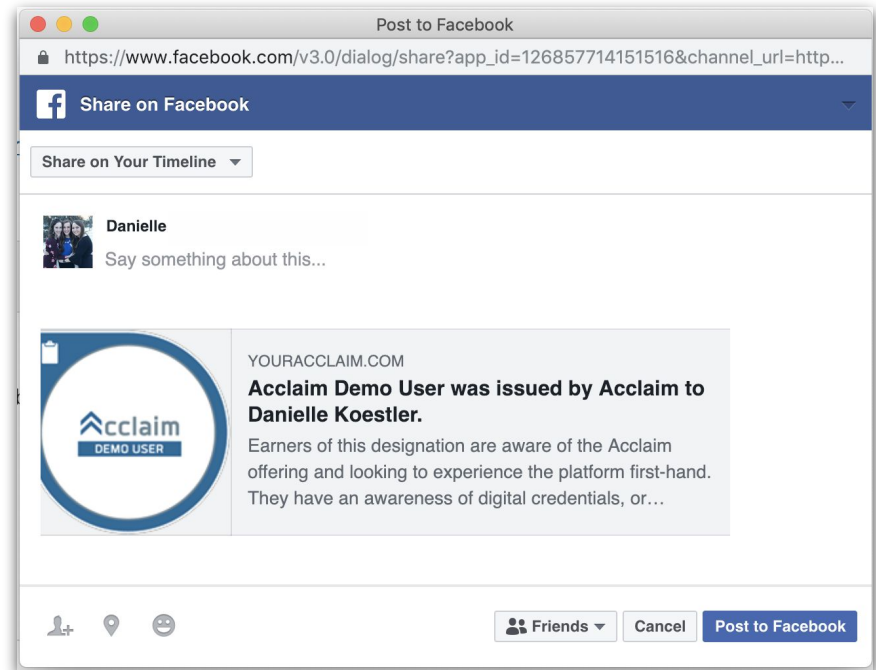 Post to Facebook
https://www.facebook.com/v3.0/dialog/share?app_id=126857714151516&channel_url=http...
Share on Facebook
Share on Your Timeline
Danielle
Say something about this...
YOURACCLAIM.COM
Acclaim Demo User was issued by Acclaim to
Danielle Koestler.
Acclaim
DEMO USER
Earners of this designation are aware of the Acclaim
offering and looking to experience the platform first-hand.
They have an awareness of digital credentials, or…
Friends
Cancel
Post to Facebook